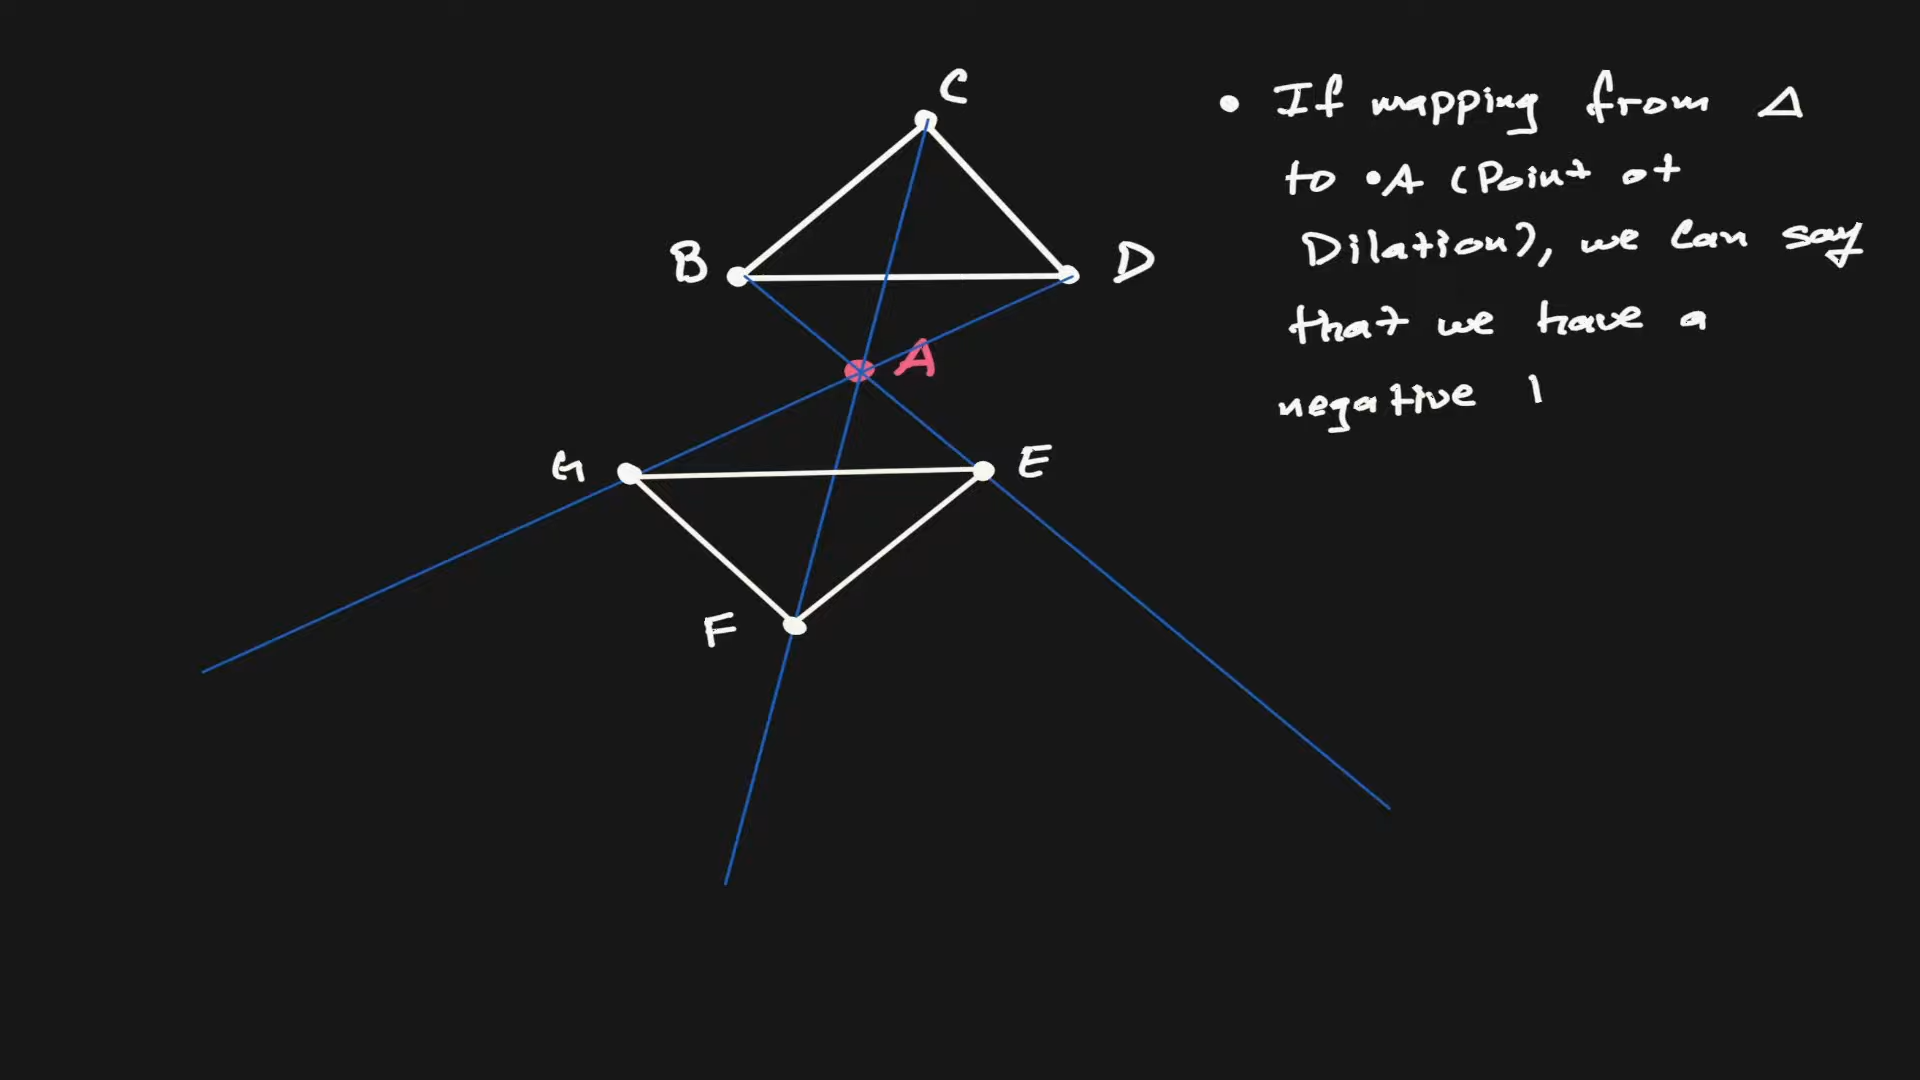 C
• If mapping from △
to •A (Point of
B
D
Dilation), we can say
that we have a
A
negative 1
G
E
F